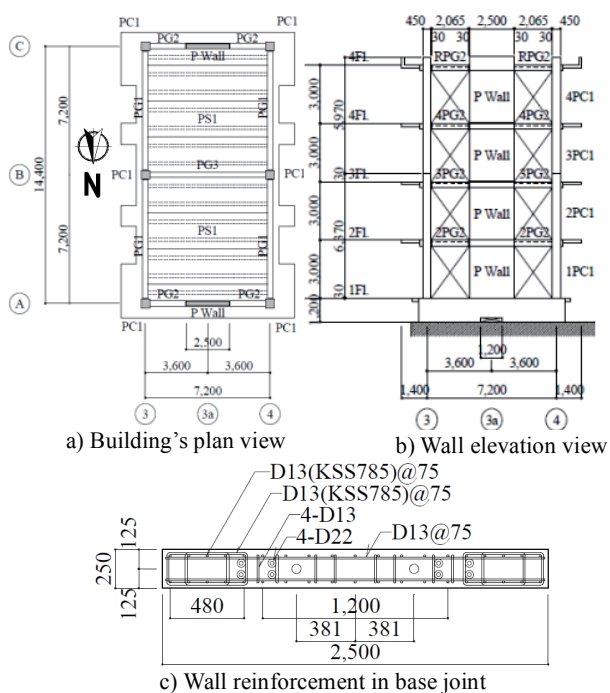 PC1 PC1
C PG2 PG2
P Wall
7,200 PG1 PG1
PS1
14,400
B PC1 PG3 PC1
N
7,200 PG1 PS1 PG1
A PG2 PG2
PC1 P Wall PC1
2,500
3,600 3,600
7,200
3 3a 4
a) Building's plan view
450 2,065 2,500 2,065 450
30 30 30 30
4FL RPG2 RPG2
3,000 P Wall 4PC1
4FL 4PG2 4PG2
3,000 P Wall 3PC1
30
3FL 3PG2 3PG2
3,000 P Wall 2PC1
2FL 2PG2 2PG2
6,370
3,000 P Wall 1PC1
30
1FL
1,200
1,200
3,600 3,600
1,400 7,200 1,400
3 3a 4
b) Wall elevation view
D13(KSS785)@75
D13(KSS785)@75
4-D13
4-D22 D13@75
125
250
125
480 1,200
381 381
2,500
c) Wall reinforcement in base joint